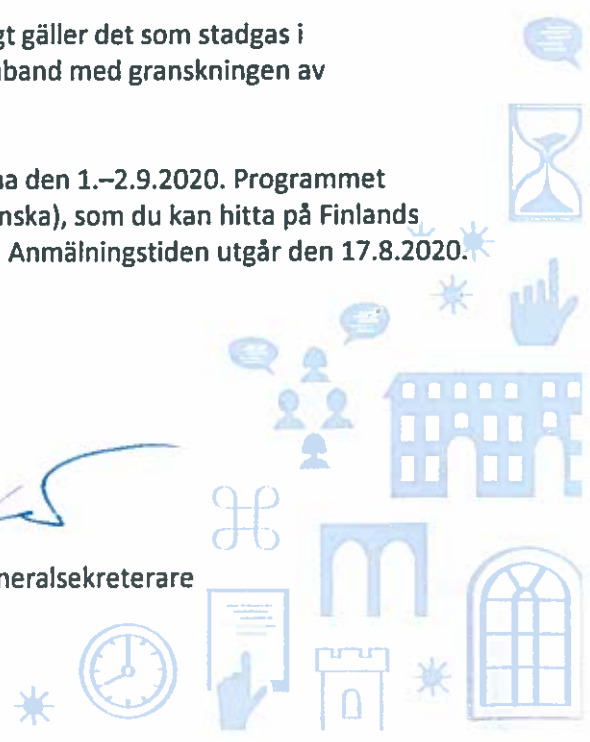 gt gäller det som stadgas i
band med granskningen av
a den 1.–2.9.2020. Programmet
nska), som du kan hitta på Finlands
Anmälningstiden utgår den 17.8.2020.
neralsekreterare